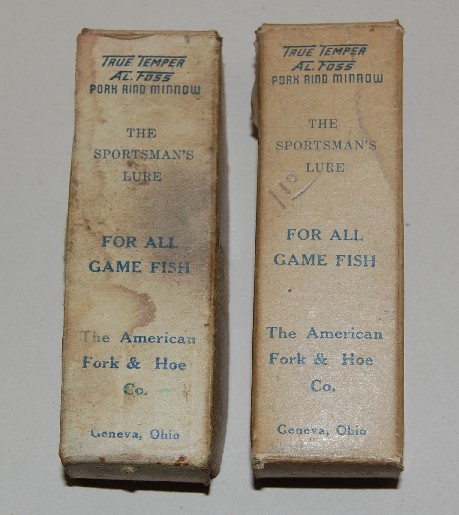 TRUE TEMPER
AL. FOSS
PORK RIND MINNOW
THE
SPORTSMAN'S
LURE
FOR ALL
GAME FISH
The American
Fork & Hoe
Co.
Geneva, Ohio
TRUE TEMPER
AL. FOSS
PORK RIND MINNOW
THE
SPORTSMAN'S
LURE
110
FOR ALL
GAME FISH
The American
Fork & Hoe
Co.
Geneva, Ohio